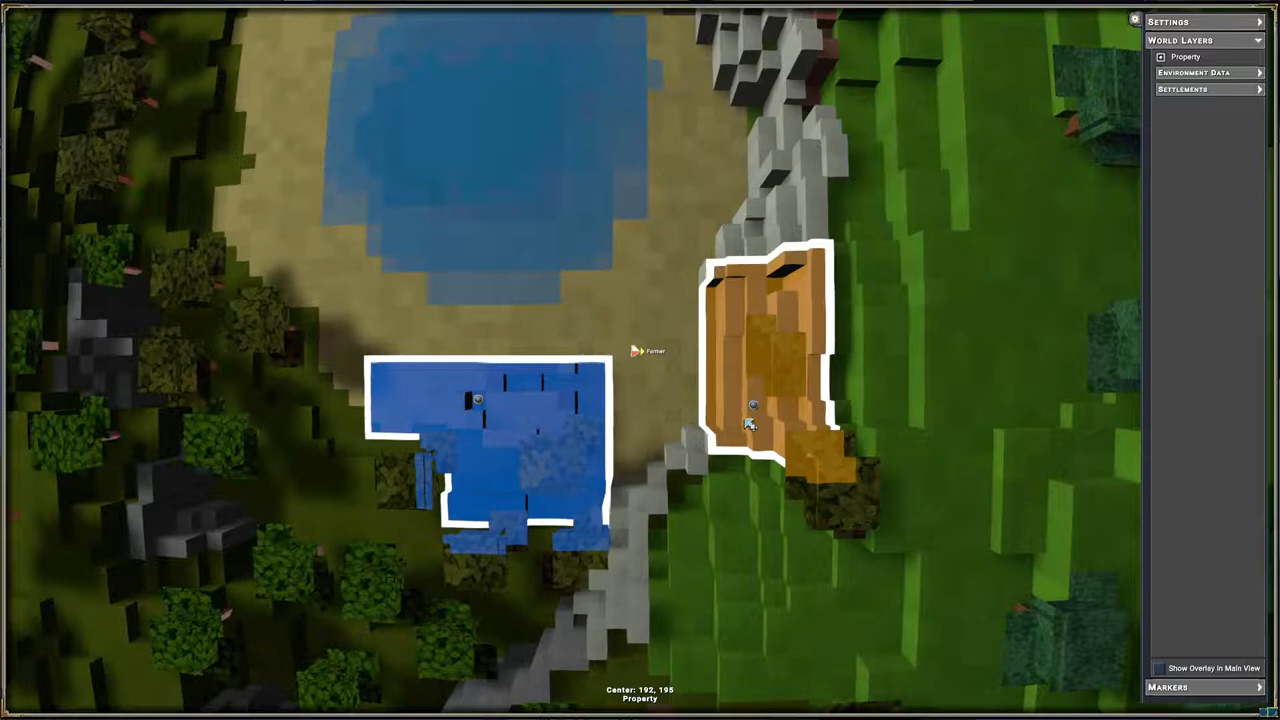 SETTINGS
WORLD LAYERS
Property
ENVIRONMENT DATA
SETTLEMENTS
Farmer
Show Overlay in Main View
MARKERS
Center: 192, 195
Property